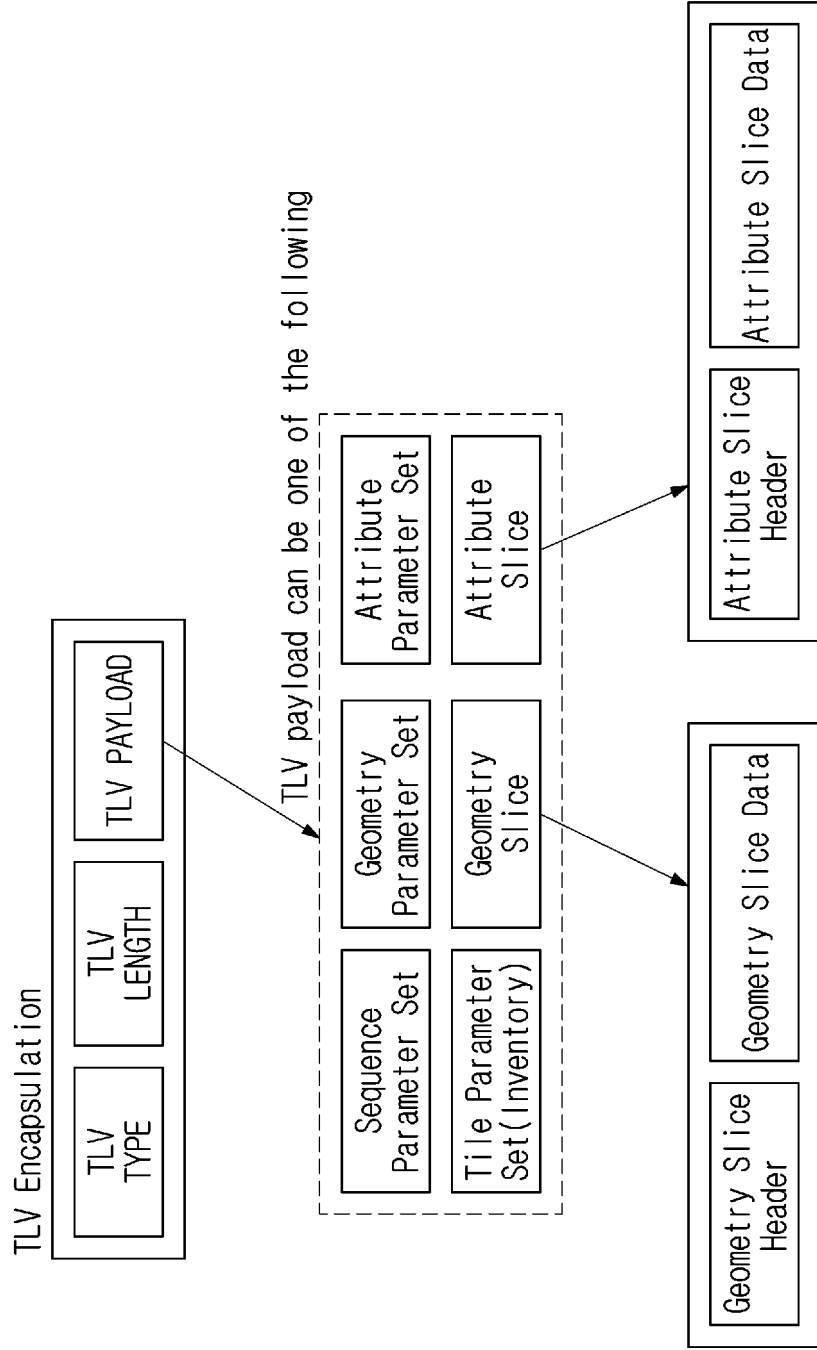 TLV Encapsulation
TLV
TYPE
TLV
LENGTH
TLV PAYLOAD
TLV payload can be one of the following
Sequence
Parameter Set
Geometry
Parameter Set
Attribute
Parameter Set
Tile Parameter
Set(Inventory)
Geometry
Slice
Attribute
Slice
Geometry Slice
Header
Geometry Slice Data
Attribute Slice
Header
Attribute Slice Data